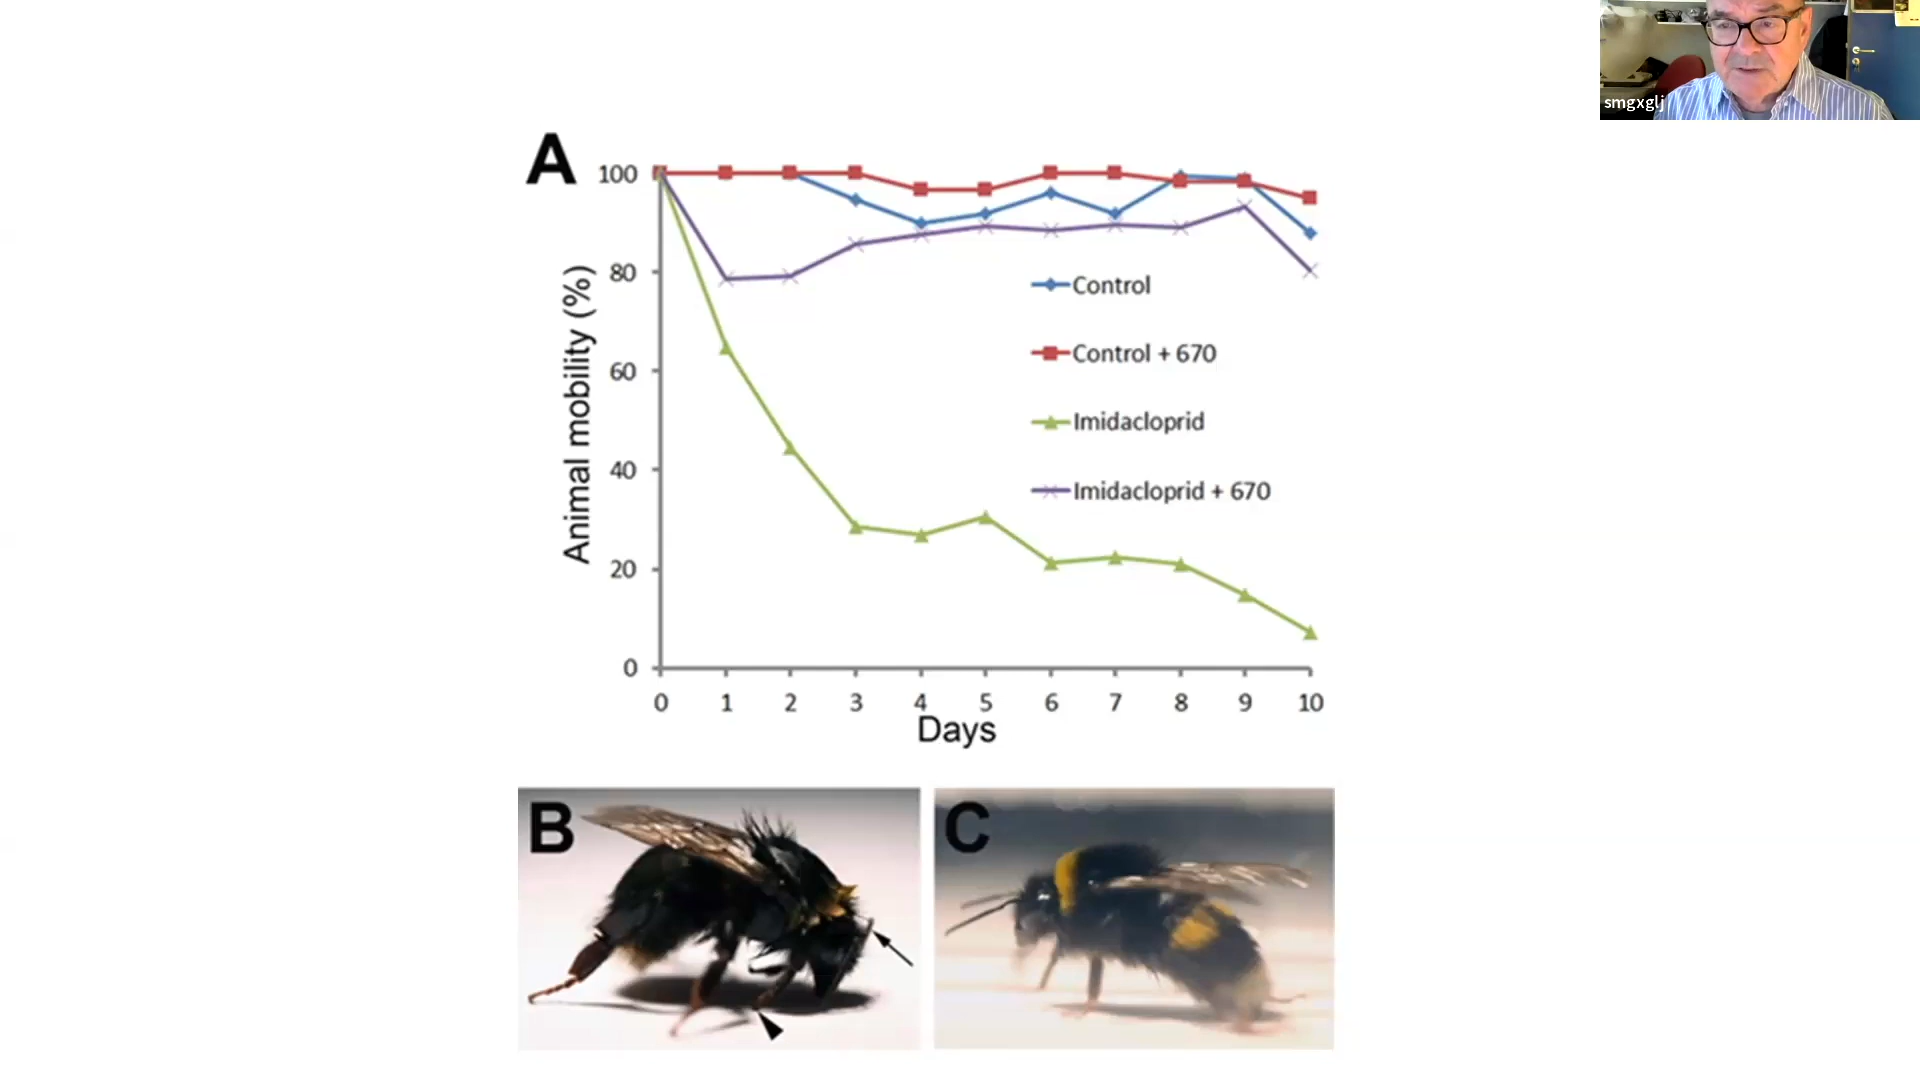 smgxglj
A
Animal mobility (%)
100
80
60
40
20
0
Control
Control + 670
Imidacloprid
Imidacloprid + 670
0 1 2 3 4 5 6 7 8 9 10
Days
B
C